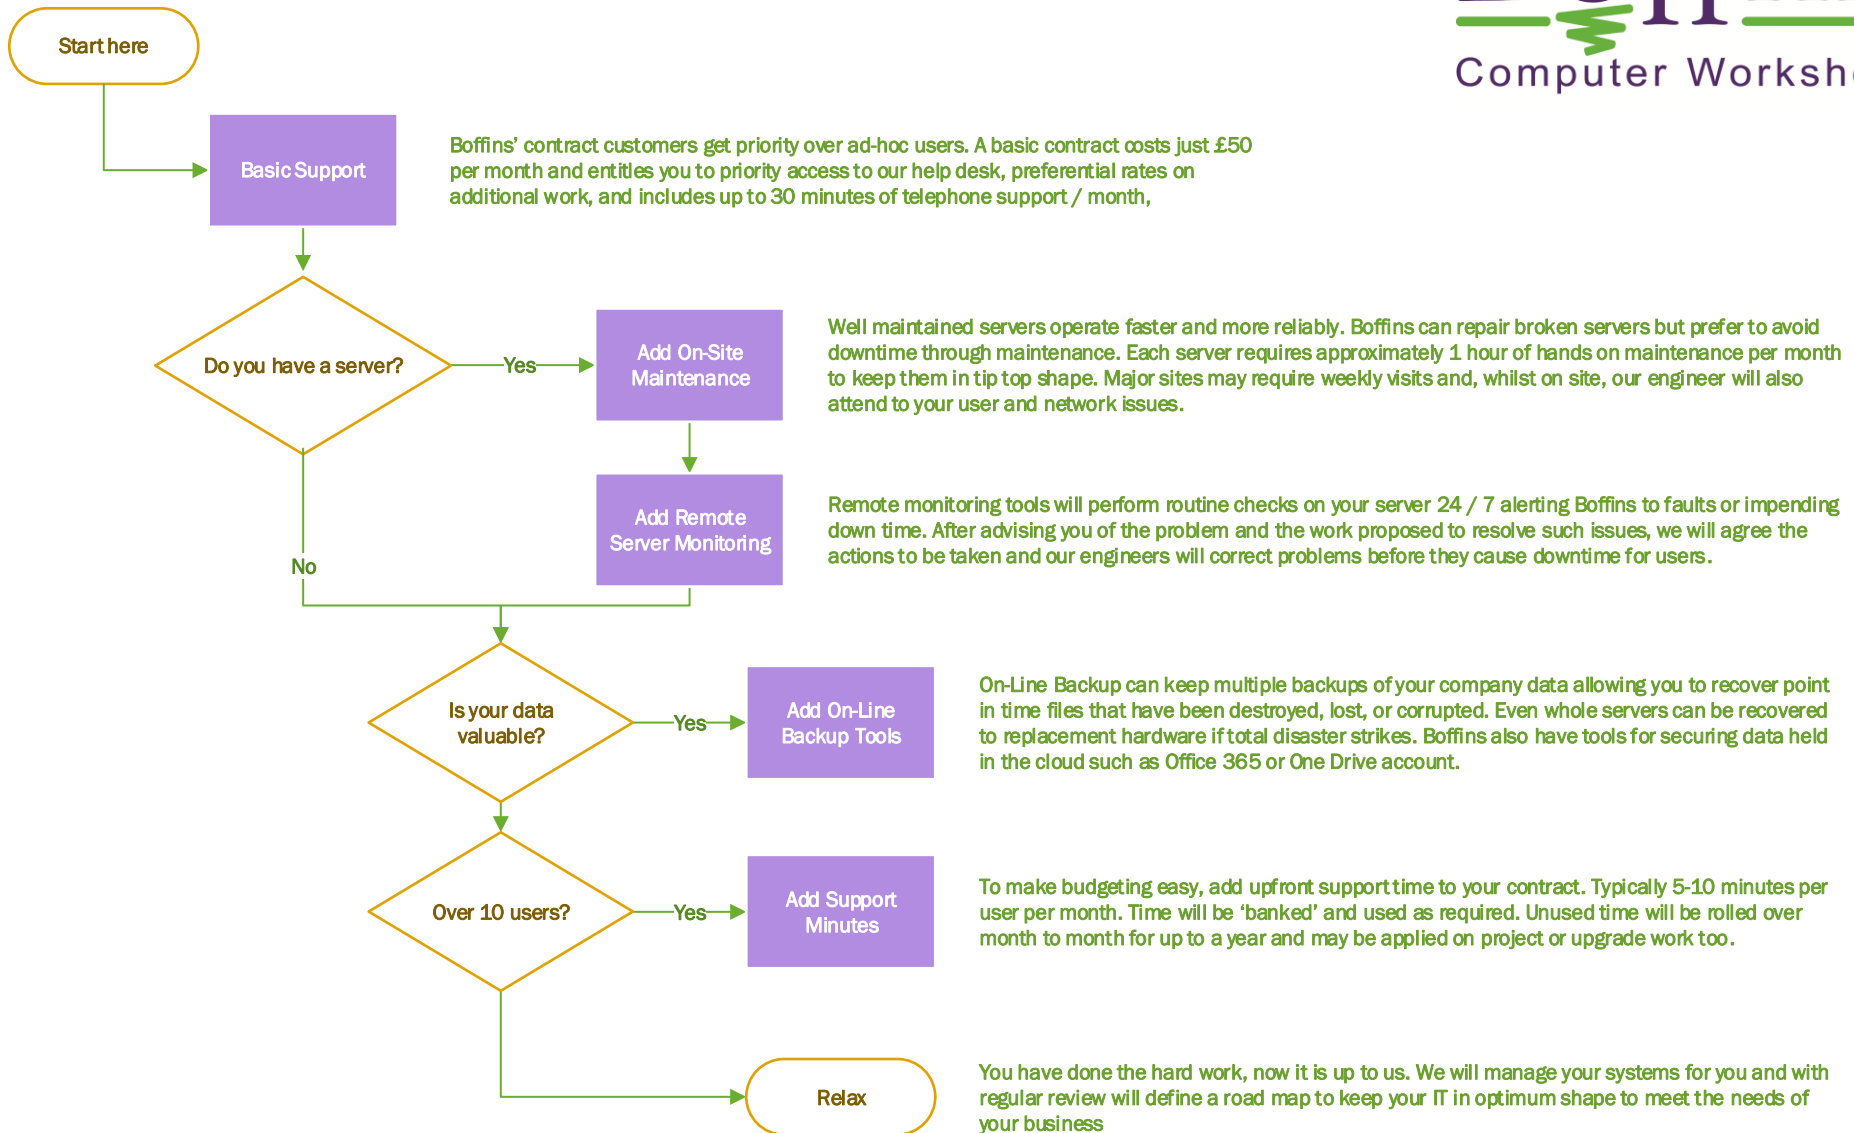 Computer
Start here
Basic Support
Boffins’ contract customers get priority over ad-hoc users. A basic contract costs just £50
per month and entitles you to priority access to our help desk, preferential rates on
additional work, and includes up to 30 minutes of telephone support / month,
Do you have a server?
Yes
Add On-Site
Maintenance
Well maintained servers operate faster and more reliably. Boffins can repair broken servers but prefer to avoid
downtime through maintenance. Each server requires approximately 1 hour of hands on maintenance per month
to keep them in tip top shape. Major sites may require weekly visits and, whilst on site, our engineer will also
attend to your user and network issues.
Add Remote
Server Monitoring
Remote monitoring tools will perform routine checks on your server 24 / 7 alerting Boffins to faults or impending
down time. After advising you of the problem and the work proposed to resolve such issues, we will agree the
actions to be taken and our engineers will correct problems before they cause downtime for users.
No
Is your data
valuable?
Yes
Add On-Line
Backup Tools
On-Line Backup can keep multiple backups of your company data allowing you to recover point
in time files that have been destroyed, lost, or corrupted. Even whole servers can be recovered
to replacement hardware if total disaster strikes. Boffins also have tools for securing data held
in the cloud such as Office 365 or One Drive account.
Over 10 users?
Yes
Add Support
Minutes
To make budgeting easy, add upfront support time to your contract. Typically 5-10 minutes per
user per month. Time will be ‘banked’ and used as required. Unused time will be rolled over
month to month for up to a year and may be applied on project or upgrade work too.
Relax
You have done the hard work, now it is up to us. We will manage your systems for you and with
regular review will define a road map to keep your IT in optimum shape to meet the needs of
your business